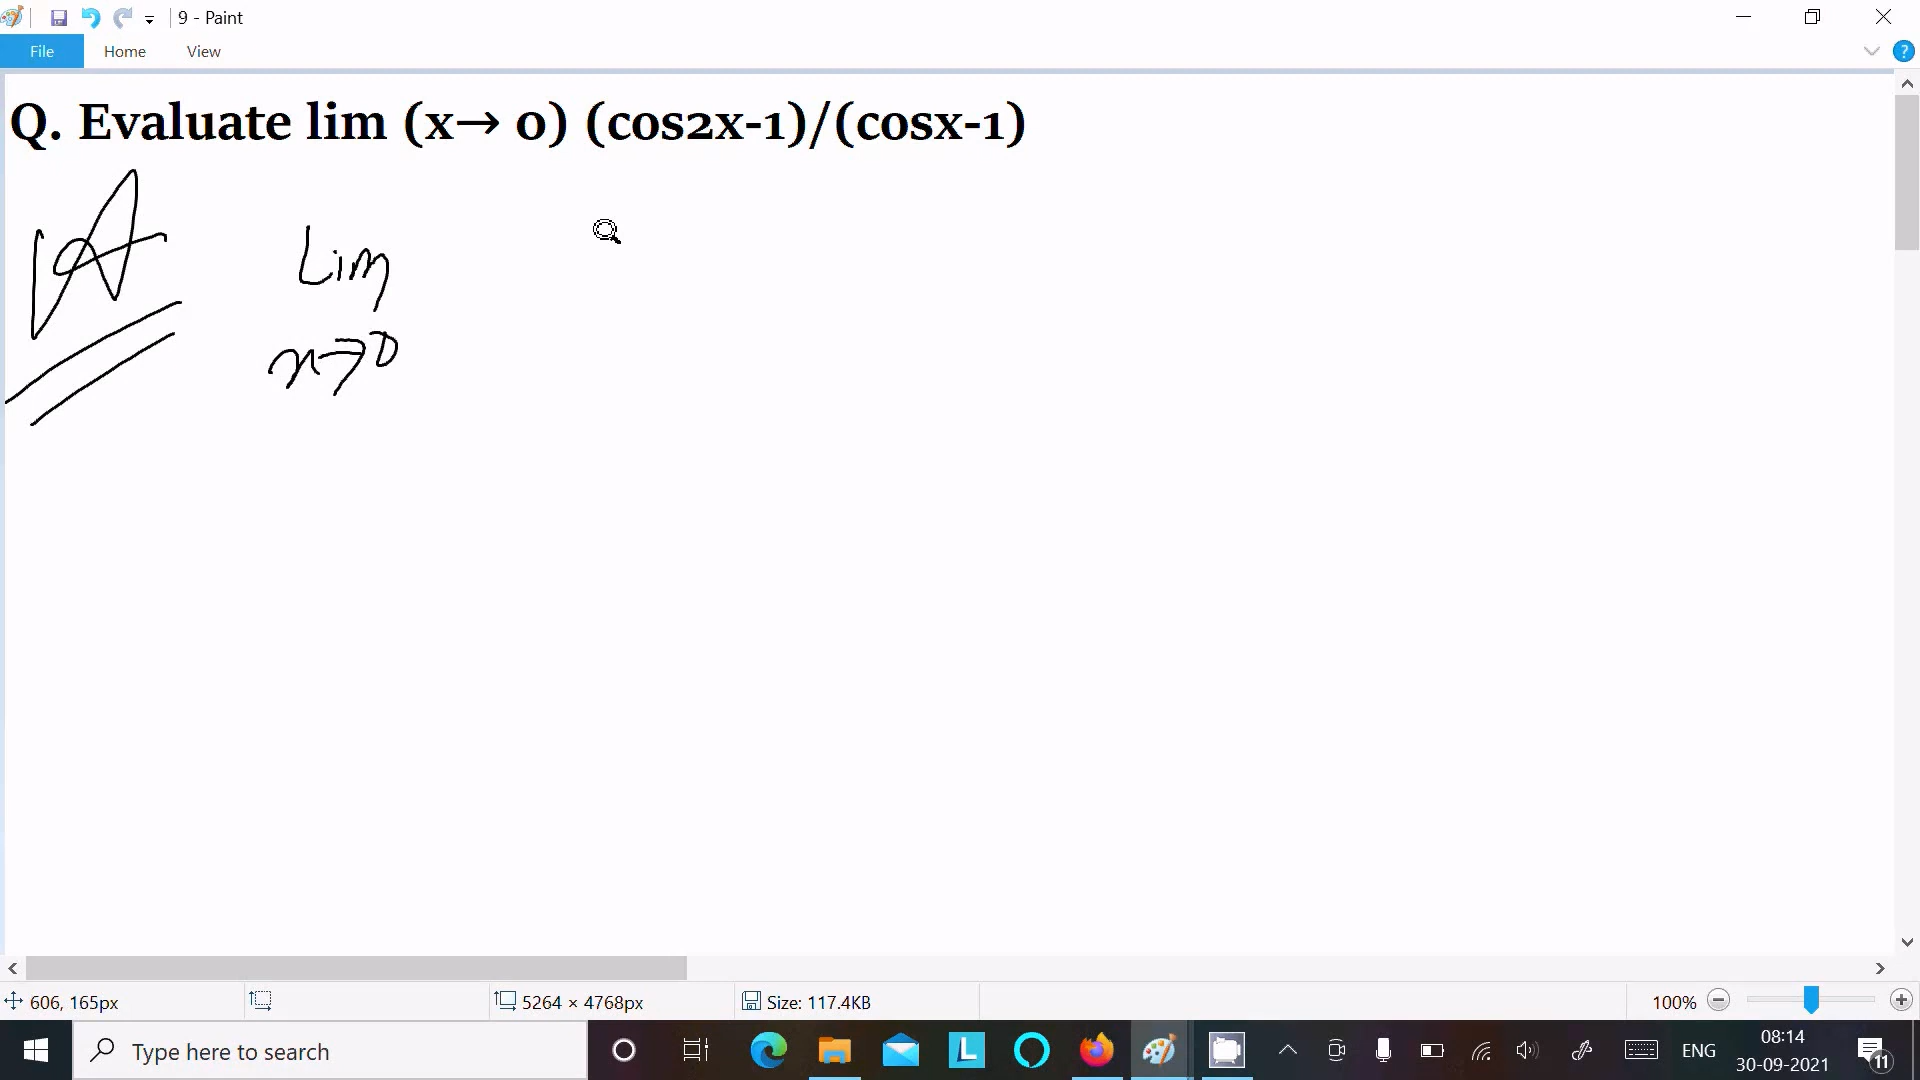 9 - Paint
File Home View
Q. Evaluate lim (x→ 0) (cos2x-1)/(cosx-1)
A
Lim
x→0
606, 165px 5264 × 4768px Size: 117.4KB 100%
Type here to search
L
ENG
08:14
30-09-2021
11